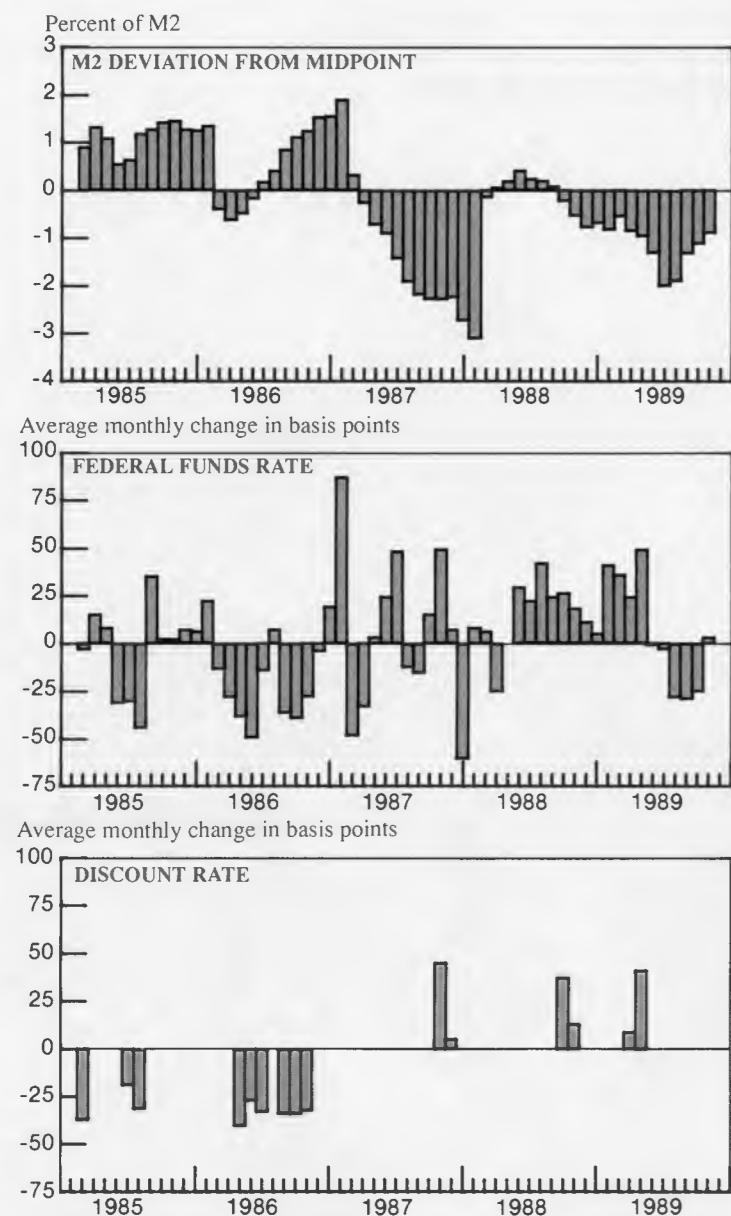 Percent of M2
3
M2 DEVIATION FROM MIDPOINT
2
1
0
-1
-2
-3
-4
1985 1986 1987 1988 1989
Average monthly change in basis points
100
FEDERAL FUNDS RATE
75
50
25
0
-25
-50
-75
1985 1986 1987 1988 1989
Average monthly change in basis points
100
DISCOUNT RATE
75
50
25
0
-25
-50
-75
1985 1986 1987 1988 1989